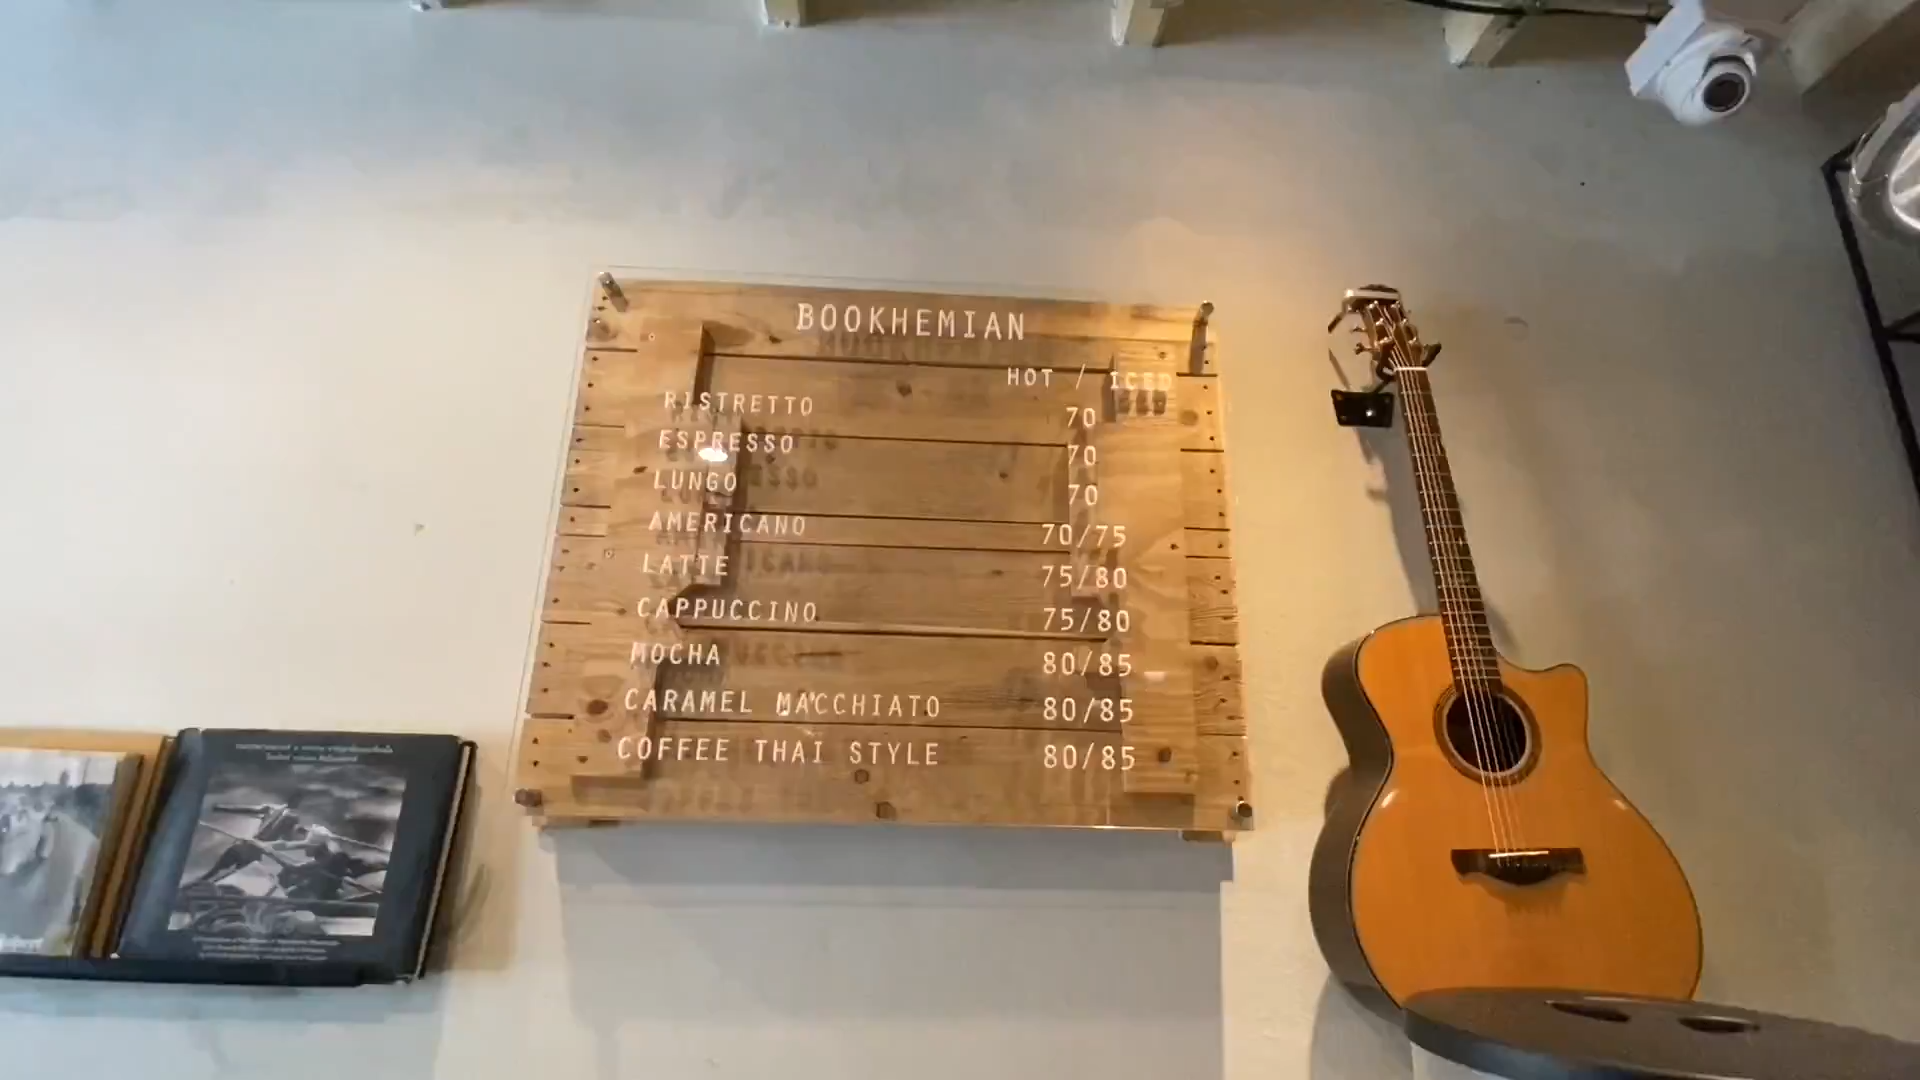 BOOKHEMIAN
HOT / ICED
RISTRETTO 70
ESPRESSO 70
LUNGO 70
AMERICANO 70/75
LATTE 75/80
CAPPUCCINO 75/80
MOCHA 80/85
CARAMEL MACCHIATO 80/85
COFFEE THAI STYLE 80/85